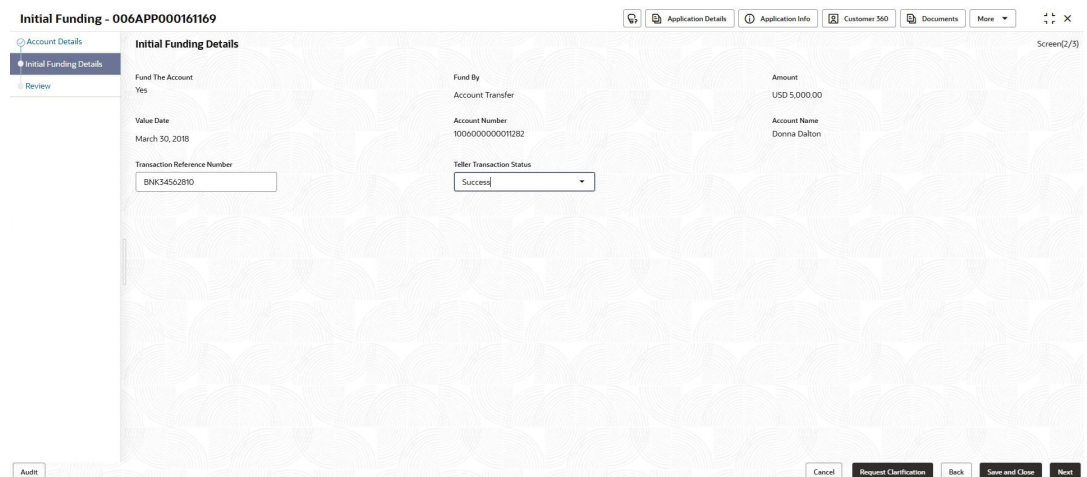 Initial Funding - 006APP000161169
Application Details
Application Info
Customer 360
Documents
More
Account Details
Initial Funding Details
Review
Initial Funding Details
Screen(2/3)
Fund The Account
Yes
Fund By
Account Transfer
Amount
USD 5,000.00
Value Date
March 30, 2018
Account Number
1006000000011282
Account Name
Donna Dalton
Transaction Reference Number
BNK34562810
Teller Transaction Status
Success
Audit
Cancel
Request Clarification
Back
Save and Close
Next